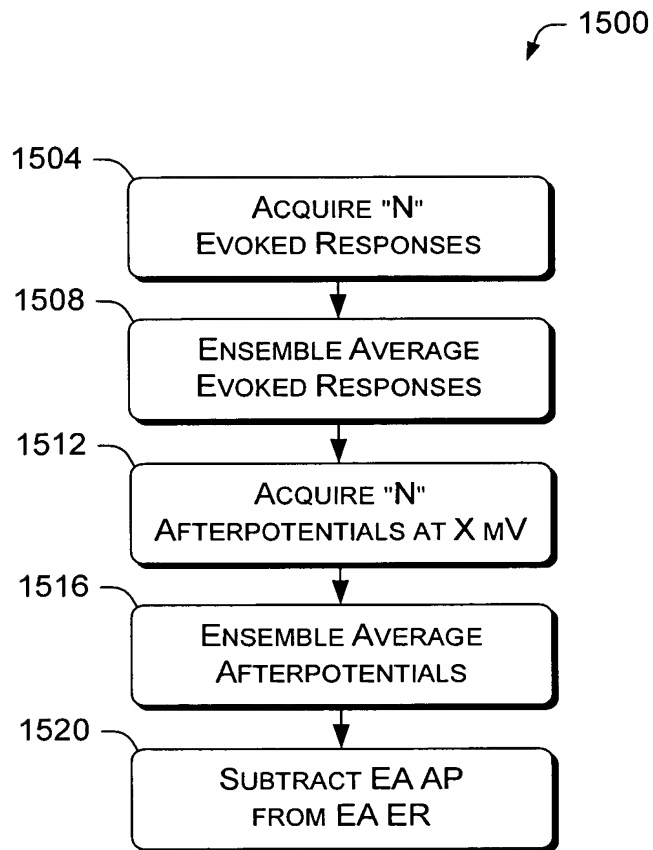 1500
1504
ACQUIRE "N"
EVOKED RESPONSES
1508
ENSEMBLE AVERAGE
EVOKED RESPONSES
1512
ACQUIRE "N"
AFTERPOTENTIALS AT X MV
1516
ENSEMBLE AVERAGE
AFTERPOTENTIALS
1520
SUBTRACT EA AP
FROM EA ER